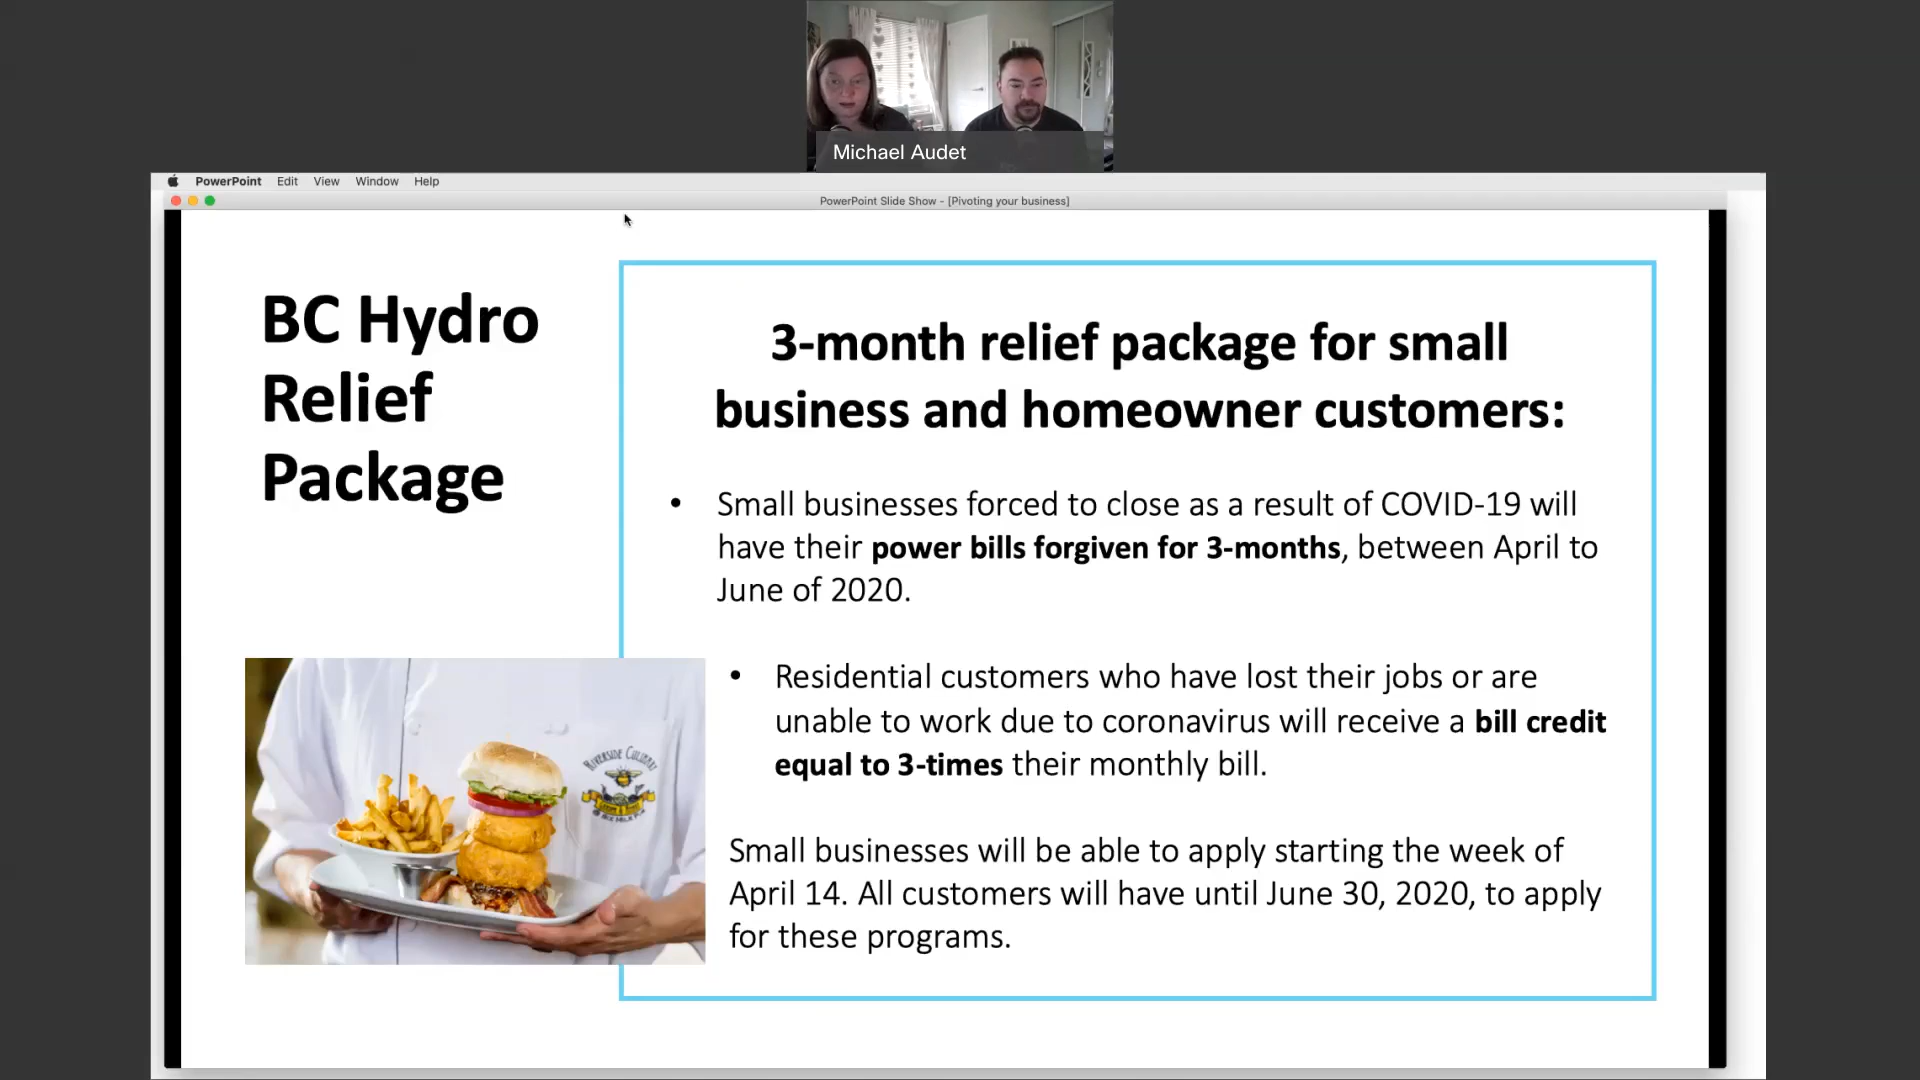 Michael Audet
PowerPoint Edit View Window Help
PowerPoint Slide Show - [Pivoting your business]
BC Hydro
Relief
Package
3-month relief package for small
business and homeowner customers:
• Small businesses forced to close as a result of COVID-19 will
have their power bills forgiven for 3-months, between April to
June of 2020.
• Residential customers who have lost their jobs or are
unable to work due to coronavirus will receive a bill credit
equal to 3-times their monthly bill.
Small businesses will be able to apply starting the week of
April 14. All customers will have until June 30, 2020, to apply
for these programs.
Riverside Culinary